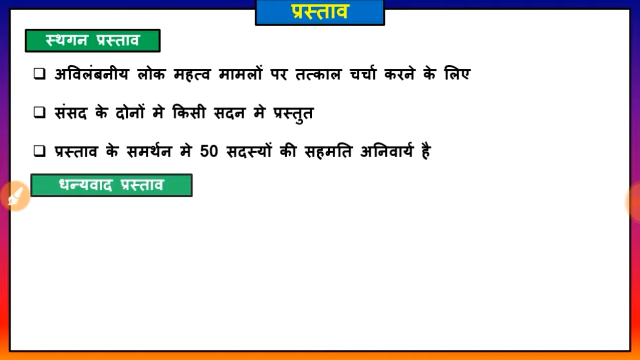 प्रस्ताव
स्थगन प्रस्ताव
अविलंबनीय लोक महत्व मामलों पर तत्काल चर्चा करने के लिए
संसद के दोनों मे किसी सदन मे प्रस्तुत
प्रस्ताव के समर्थन मे 50 सदस्यों की सहमति अनिवार्य है
धन्यवाद प्रस्ताव